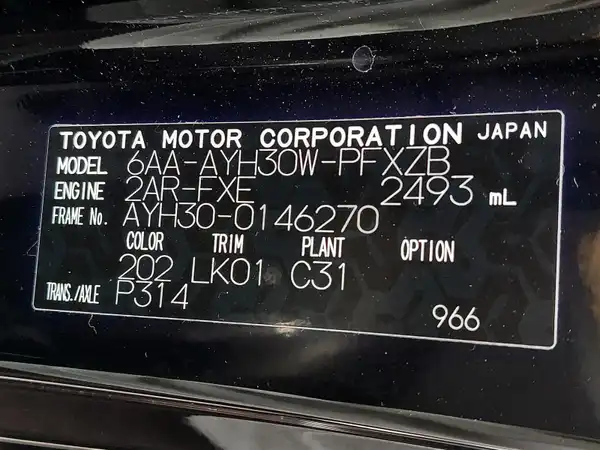 TOYOTA MOTOR CORPORATION JAPAN
MODEL 6AA-AYH30W-PFXZB
ENGINE 2AR-FXE 2493 mL
FRAME No. AYH30-0146270
COLOR TRIM PLANT OPTION
202 LK01 C31
TRANS./AXLE P314
966